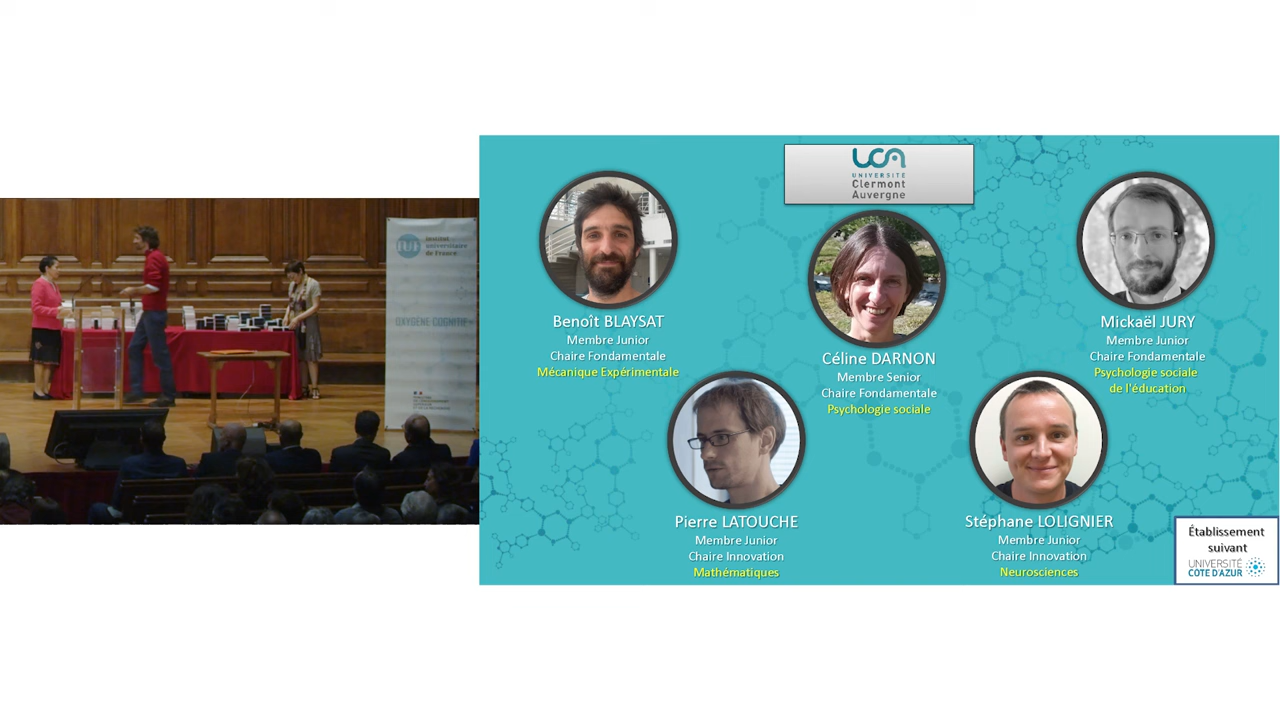 institut
universitaire
de France
OXYGÈNE COGNITIF
UCA
UNIVERSITÉ
Clermont
Auvergne
Benoît BLAYSAT
Membre Junior
Chaire Fondamentale
Mécanique Expérimentale
Céline DARNON
Membre Senior
Chaire Fondamentale
Psychologie sociale
Mickaël JURY
Membre Junior
Chaire Fondamentale
Psychologie sociale
de l'éducation
Pierre LATOUCHE
Membre Junior
Chaire Innovation
Mathématiques
Stéphane LOLIGNIER
Membre Junior
Chaire Innovation
Neurosciences
Établissement
suivant
UNIVERSITÉ
CÔTE D'AZUR